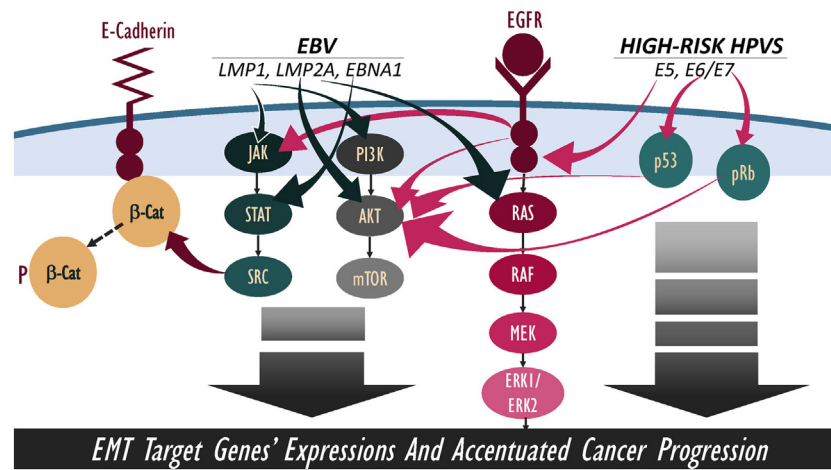 E-Cadherin
EBV
LMP1, LMP2A, EBNA1
EGFR
HIGH-RISK HPVS
E5, E6/E7
JAK
PI3K
p53
pRb
β-Cat
STAT
AKT
RAS
P
β-Cat
SRC
mTOR
RAF
MEK
ERK1/
ERK2
EMT Target Genes' Expressions And Accentuated Cancer Progression